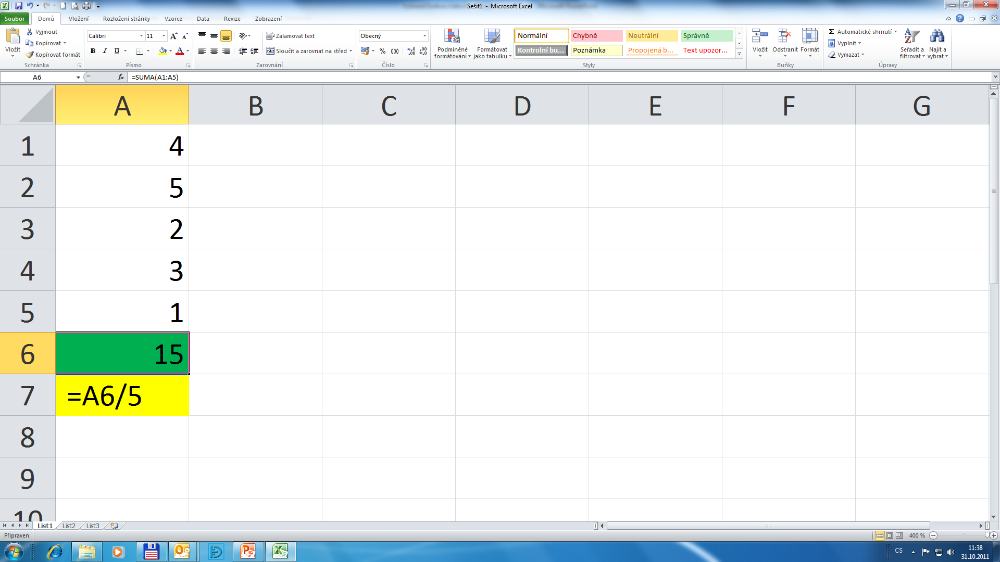 Sešit1 - Microsoft Excel
Soubor Domů Vložení Rozložení stránky Vzorce Data Revize Zobrazení
Vložit
Vyjmout
Kopírovat
Kopírovat formát
Schránka
Calibri 11
B I U A
Písmo
Zalamovat text
Sloučit a zarovnat na střed
Zarovnání
Obecný
% 000
Číslo
Podmíněné formátování
Formátovat jako tabulku
Normální Chybně Neutrální Správně
Kontrolní bu... Poznámka Propojená b... Text upozor...
Styly
Vložit Odstranit Formát
Buňky
Σ Automatické shrnutí
Vyplnit
Vymazat
Seřadit a filtrovat
Najít a vybrat
Úpravy
A6 fx =SUMA(A1:A5)
A B C D E F G
1 4
2 5
3 2
4 3
5 1
6 15
7 =A6/5
8
9
10
List1 List2 List3
Připraven 400 %
CS 11:38
31.10.2011